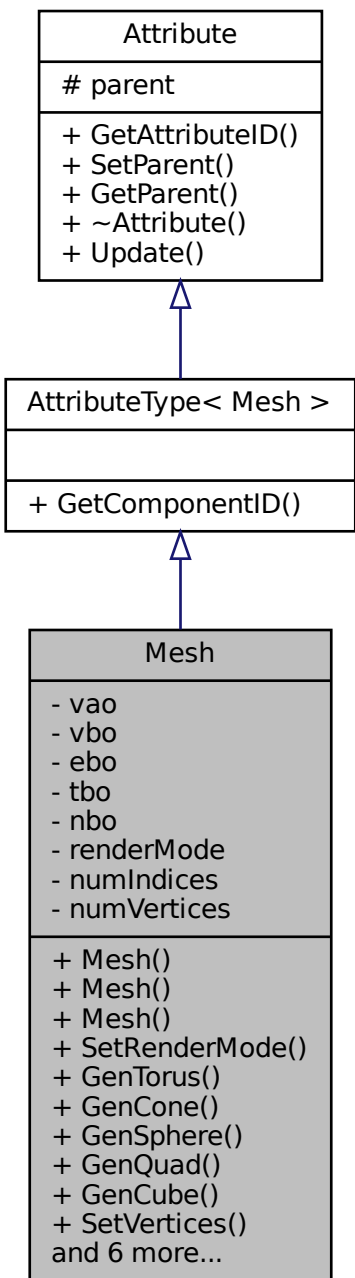 Attribute
# parent
+ GetAttributeID()
+ SetParent()
+ GetParent()
+ ~Attribute()
+ Update()
AttributeType< Mesh >
+ GetComponentID()
Mesh
- vao
- vbo
- ebo
- tbo
- nbo
- renderMode
- numIndices
- numVertices
+ Mesh()
+ Mesh()
+ Mesh()
+ SetRenderMode()
+ GenTorus()
+ GenCone()
+ GenSphere()
+ GenQuad()
+ GenCube()
+ SetVertices()
and 6 more...